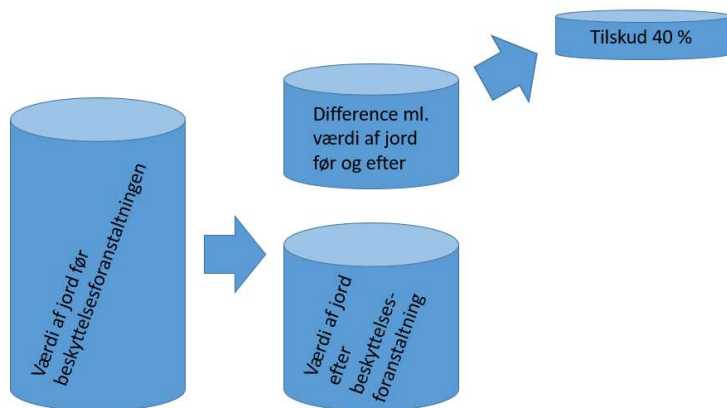 Værdi af jord før
beskyttelsesforanstaltningen
Difference ml.
værdi af jord
før og efter
Værdi af jord
efter
beskyttelses-
foranstaltning
Tilskud 40 %